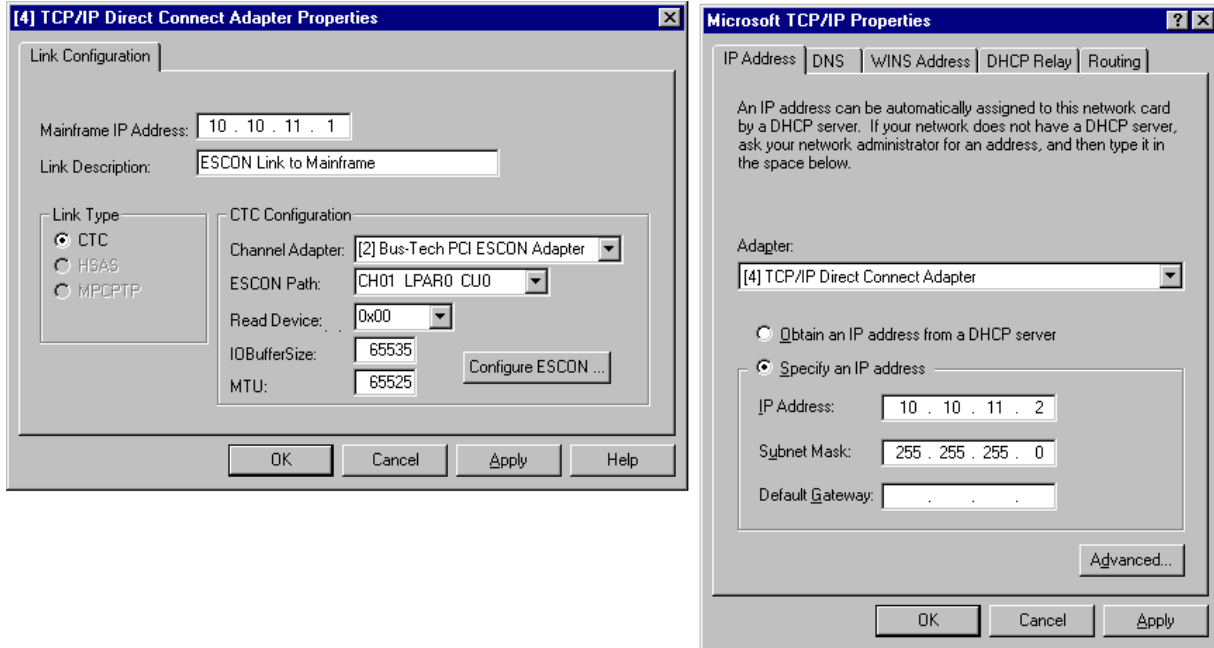 [4] TCP/IP Direct Connect Adapter Properties
Link Configuration
Mainframe IP Address: 10 . 10 . 11 . 1
Link Description: ESCON Link to Mainframe
Link Type
CTC
HSAS
MPCPTP
CTC Configuration
Channel Adapter: [2] Bus-Tech PCI ESCON Adapter
ESCON Path: CH01 LPAR0 CU0
Read Device: 0x00
IOBufferSize: 65535
MTU: 65525
Configure ESCON ...
OK Cancel Apply Help
Microsoft TCP/IP Properties
IP Address DNS WINS Address DHCP Relay Routing
An IP address can be automatically assigned to this network card
by a DHCP server. If your network does not have a DHCP server,
ask your network administrator for an address, and then type it in
the space below.
Adapter:
[4] TCP/IP Direct Connect Adapter
Obtain an IP address from a DHCP server
Specify an IP address
IP Address: 10 . 10 . 11 . 2
Subnet Mask: 255 . 255 . 255 . 0
Default Gateway: . . .
Advanced...
OK Cancel Apply